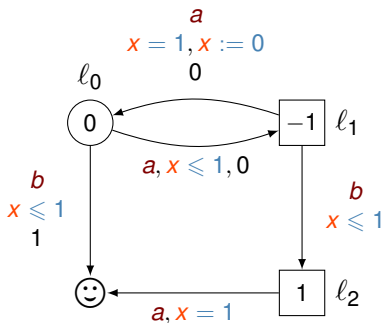 a
x = 1, x := 0
0
ℓ₀
0
−1
ℓ₁
a, x ⩽ 1, 0
b
x ⩽ 1
1
b
x ⩽ 1
1
ℓ₂
a, x = 1